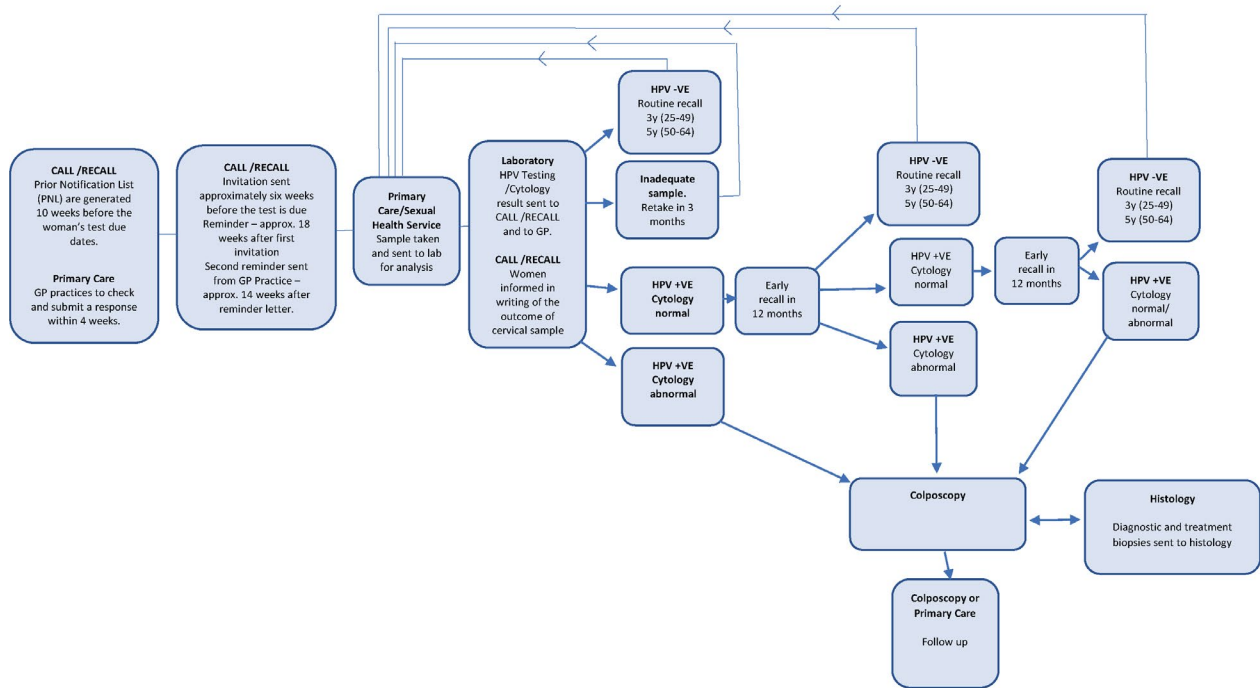 CALL /RECALL
Prior Notification List
(PNL) are generated
10 weeks before the
woman's test due
dates.
Primary Care
GP practices to check
and submit a response
within 4 weeks.
CALL /RECALL
Invitation sent
approximately six weeks
before the test is due
Reminder – approx. 18
weeks after first
invitation
Second reminder sent
from GP Practice –
approx. 14 weeks after
reminder letter.
Primary
Care/Sexual
Health Service
Sample taken
and sent to lab
for analysis
Laboratory
HPV Testing
/Cytology
result sent to
CALL /RECALL
and to GP.
CALL /RECALL
Women
informed in
writing of the
outcome of
cervical sample
HPV -VE
Routine recall
3y (25-49)
5y (50-64)
Inadequate
sample.
Retake in 3
months
HPV +VE
Cytology
normal
HPV +VE
Cytology
abnormal
Early
recall in
12 months
HPV -VE
Routine recall
3y (25-49)
5y (50-64)
HPV +VE
Cytology
normal
HPV +VE
Cytology
abnormal
Early
recall in
12 months
HPV -VE
Routine recall
3y (25-49)
5y (50-64)
HPV +VE
Cytology
normal/
abnormal
Colposcopy
Histology
Diagnostic and treatment
biopsies sent to histology
Colposcopy or
Primary Care
Follow up